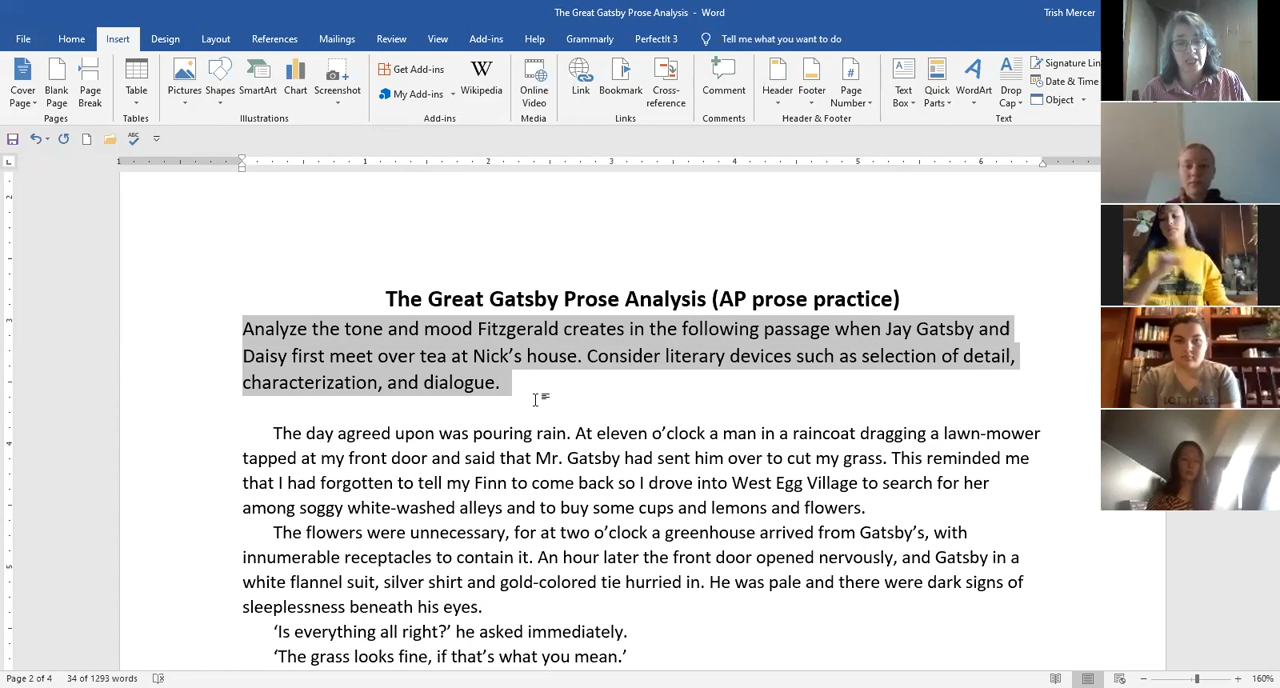 The Great Gatsby Prose Analysis - Word
Trish Mercer
File Home Insert Design Layout References Mailings Review View Add-ins Help Grammarly PerfectIt 3 Tell me what you want to do
Cover Page
Blank Page
Page Break
Table
Pictures
Shapes
SmartArt
Chart
Screenshot
Get Add-ins
My Add-ins
Wikipedia
Online Video
Link
Bookmark
Cross-reference
Comment
Header
Footer
Page Number
Text Box
Quick Parts
WordArt
Drop Cap
Signature Lin
Date & Time
Object
Pages Tables Illustrations Add-ins Media Links Comments Header & Footer Text
1 1 2 3 4 5 6
The Great Gatsby Prose Analysis (AP prose practice)
Analyze the tone and mood Fitzgerald creates in the following passage when Jay Gatsby and
Daisy first meet over tea at Nick’s house. Consider literary devices such as selection of detail,
characterization, and dialogue.
The day agreed upon was pouring rain. At eleven o’clock a man in a raincoat dragging a lawn-mower
tapped at my front door and said that Mr. Gatsby had sent him over to cut my grass. This reminded me
that I had forgotten to tell my Finn to come back so I drove into West Egg Village to search for her
among soggy white-washed alleys and to buy some cups and lemons and flowers.
The flowers were unnecessary, for at two o’clock a greenhouse arrived from Gatsby’s, with
innumerable receptacles to contain it. An hour later the front door opened nervously, and Gatsby in a
white flannel suit, silver shirt and gold-colored tie hurried in. He was pale and there were dark signs of
sleeplessness beneath his eyes.
‘Is everything all right?’ he asked immediately.
‘The grass looks fine, if that’s what you mean.’
Page 2 of 4 34 of 1293 words 160%